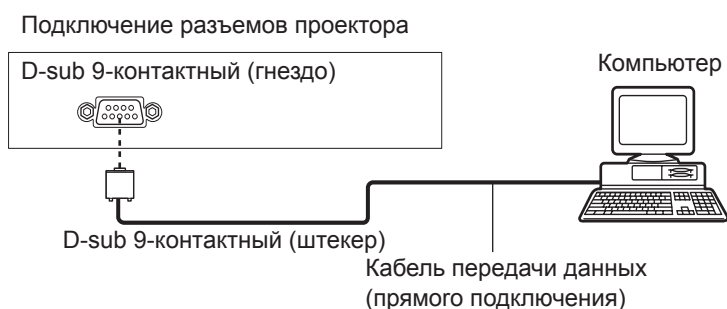 Подключение разъемов проектора
D-sub 9-контактный (гнездо)
Компьютер
D-sub 9-контактный (штекер)
Кабель передачи данных
(прямого подключения)